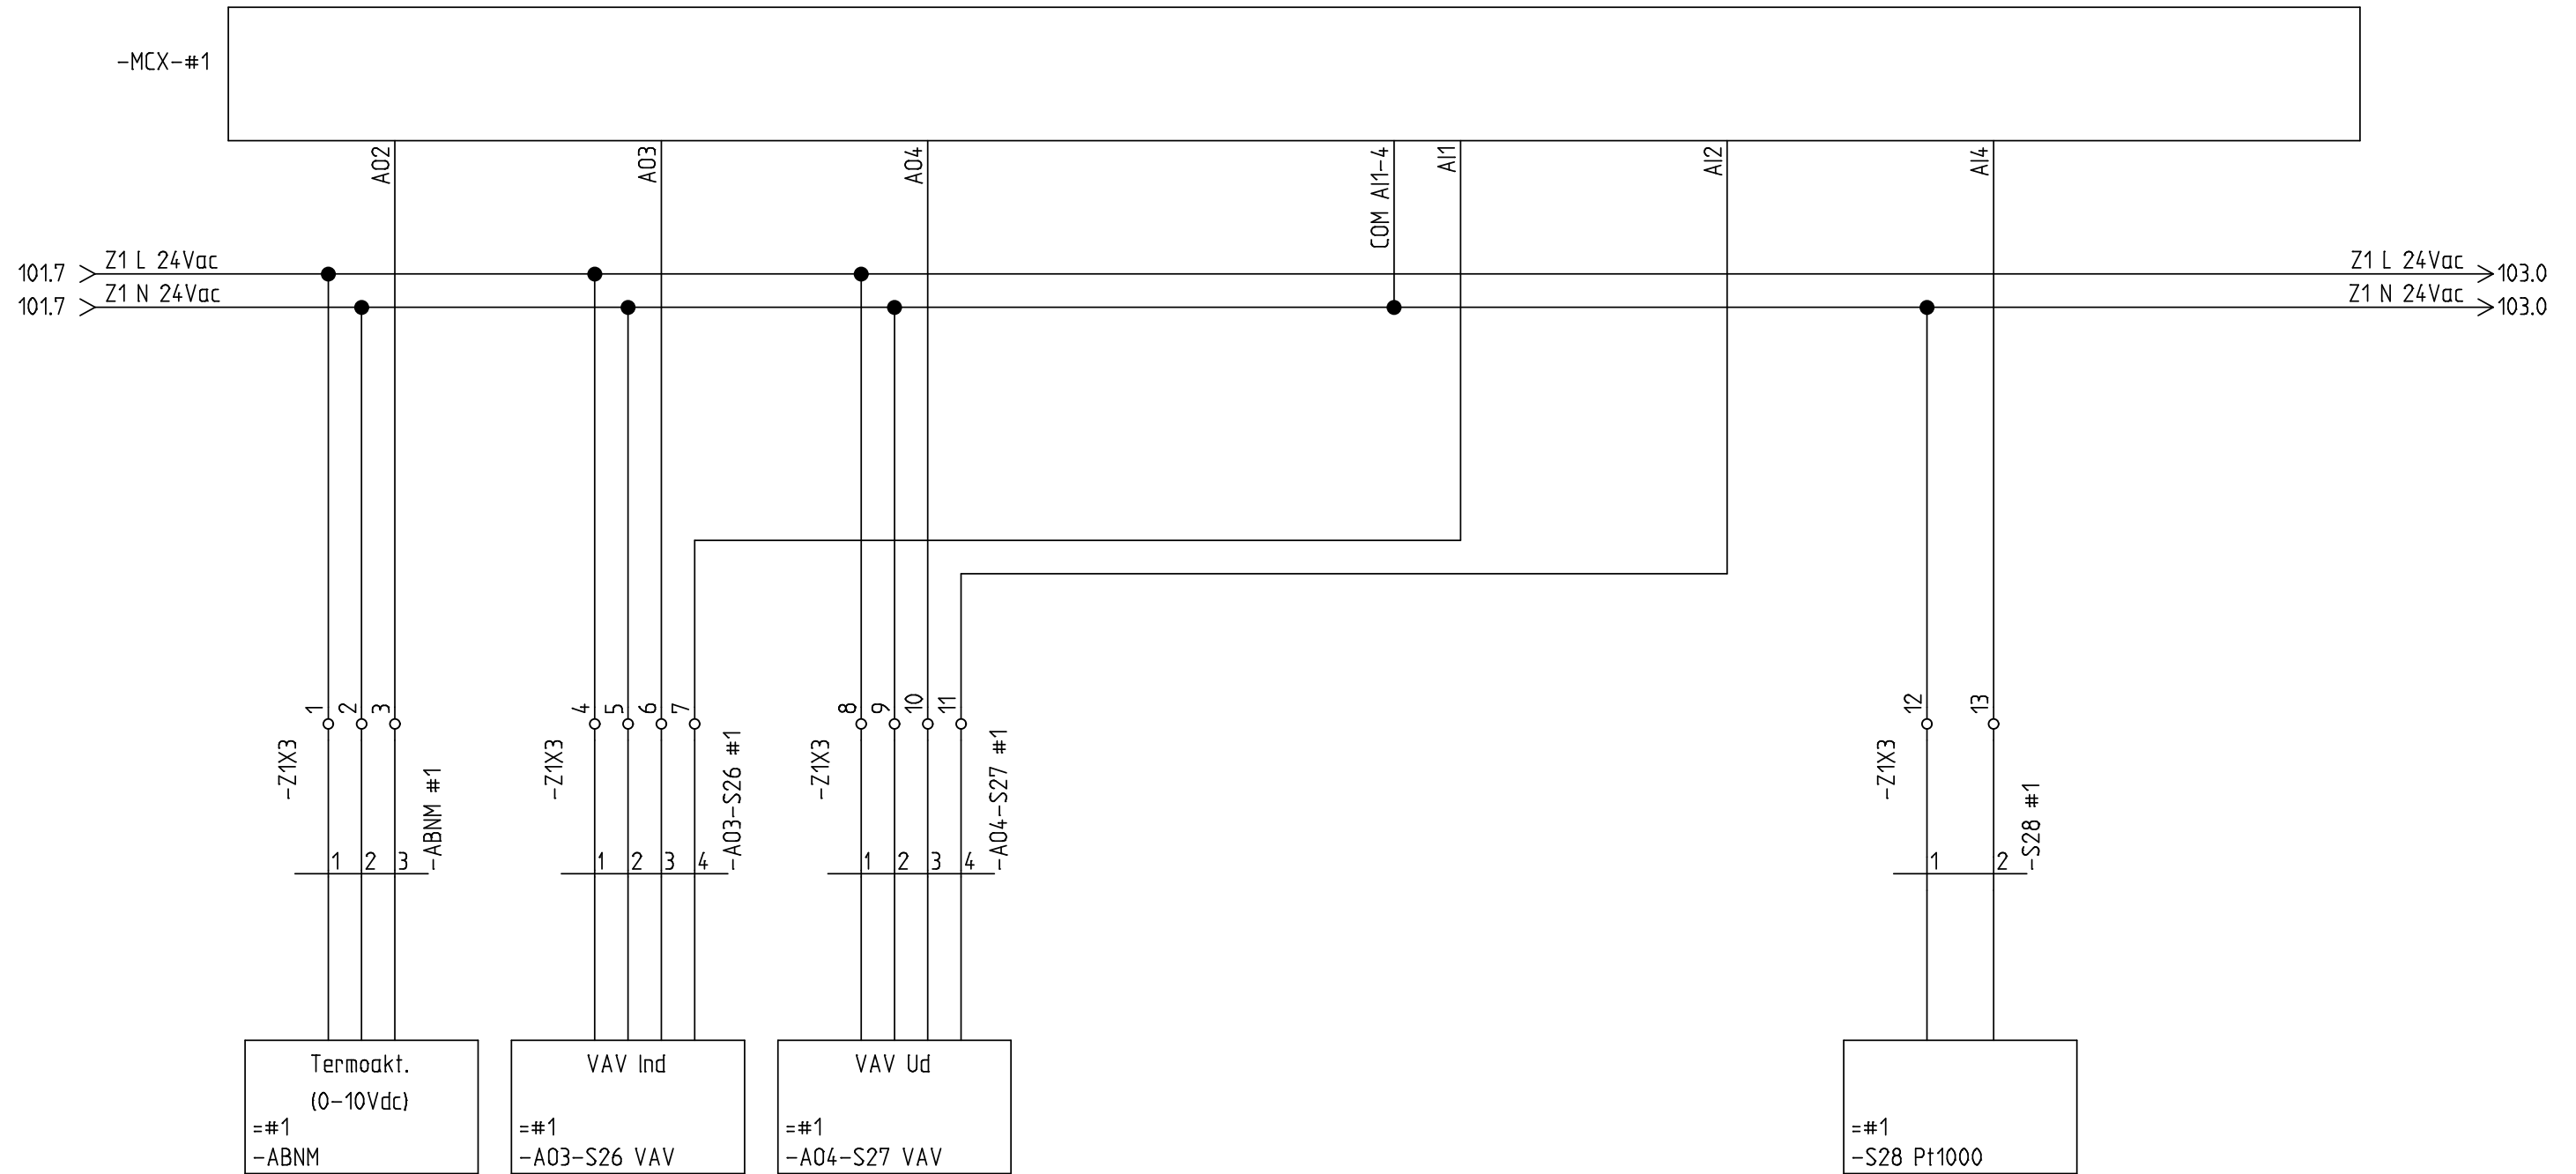 -MCX-#1
AO2
AO3
AO4
COM AI1-4
AI1
AI2
AI4
101.7
Z1 L 24Vac
Z1 L 24Vac
103.0
101.7
Z1 N 24Vac
Z1 N 24Vac
103.0
-Z1X3
1
2
3
-ABNM #1
1
2
3
-Z1X3
4
5
6
7
-AO3-S26 #1
1
2
3
4
-Z1X3
8
9
10
11
-AO4-S27 #1
1
2
3
4
-Z1X3
12
13
-S28 #1
1
2
Termoakt.
(0-10Vdc)
=#1
-ABNM
VAV Ind
=#1
-AO3-S26 VAV
VAV Ud
=#1
-AO4-S27 VAV
=#1
-S28 Pt1000